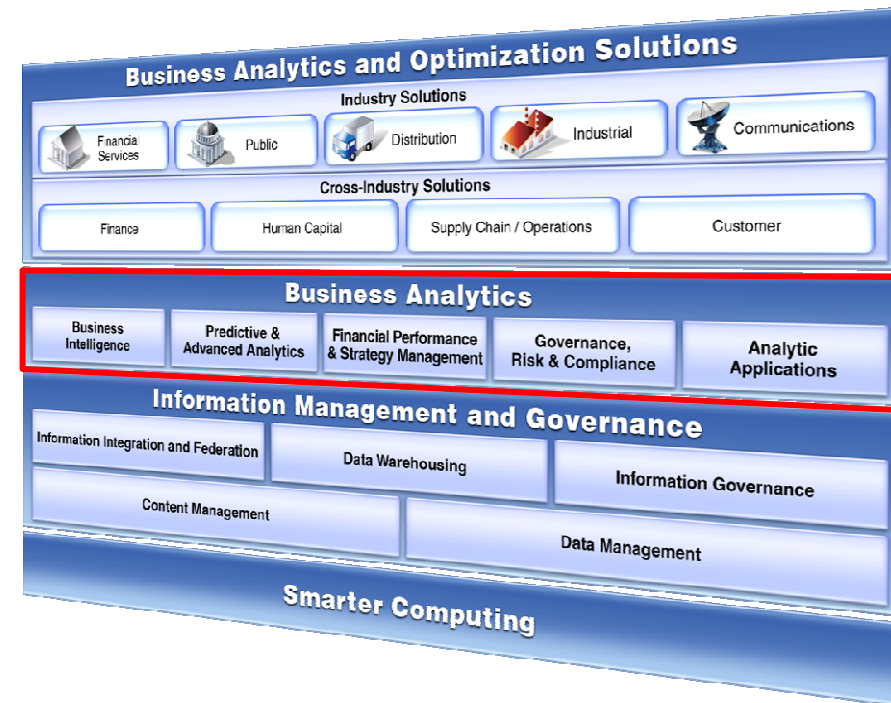 Business Analytics and Optimization Solutions
Industry Solutions
Financial
Services
Public
Distribution
Industrial
Communications
Cross-Industry Solutions
Finance
Human Capital
Supply Chain / Operations
Customer
Business Analytics
Business
Intelligence
Predictive &
Advanced Analytics
Financial Performance
& Strategy Management
Governance,
Risk & Compliance
Analytic
Applications
Information Management and Governance
Information Integration and Federation
Data Warehousing
Information Governance
Content Management
Data Management
Smarter Computing